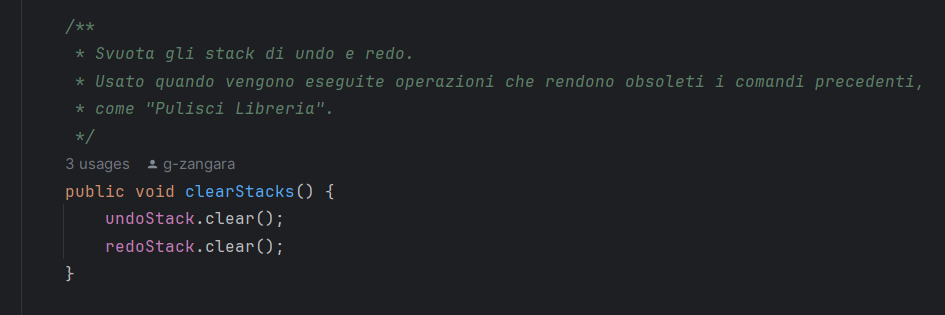 /**
 * Svuota gli stack di undo e redo.
 * Usato quando vengono eseguite operazioni che rendono obsoleti i comandi precedenti,
 * come "Pulisci Libreria".
 */
3 usages g-zangara
public void clearStacks() {
    undoStack.clear();
    redoStack.clear();
}